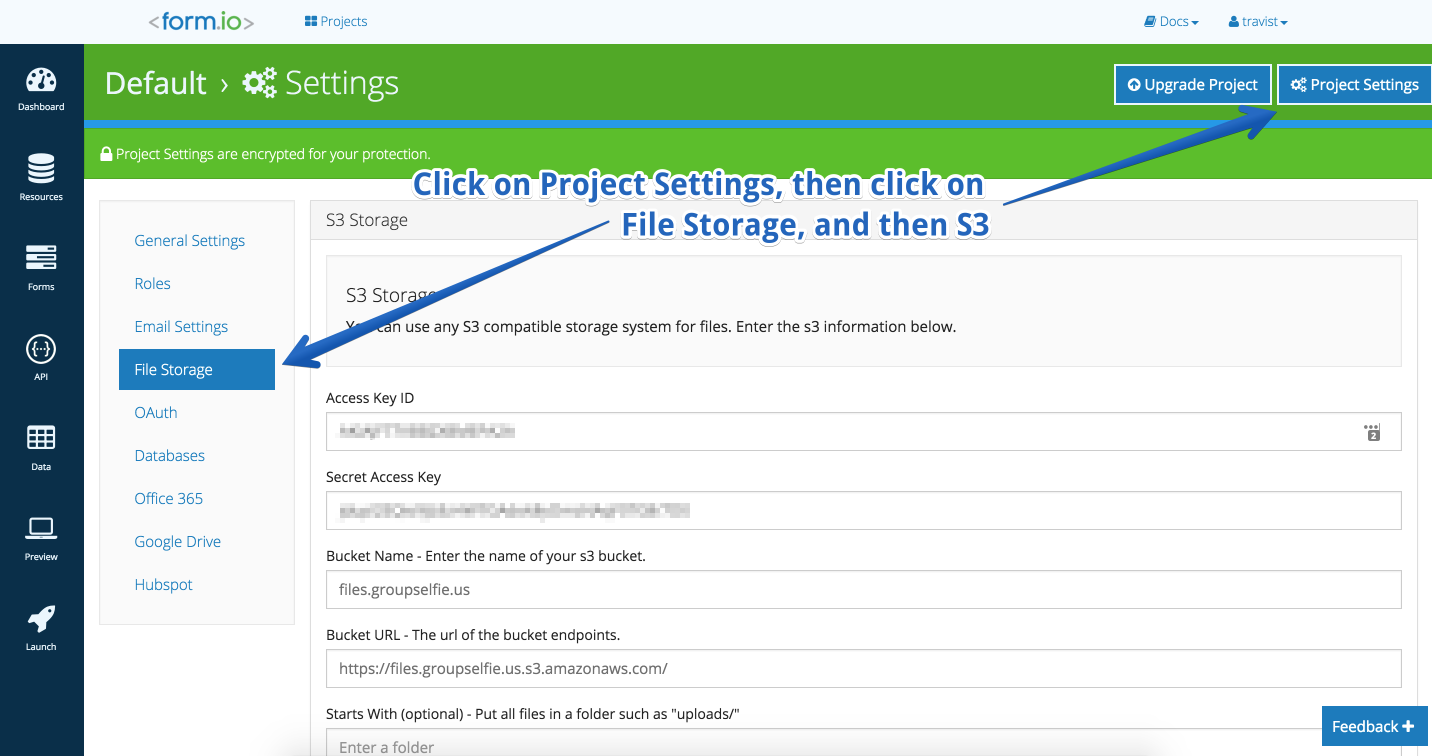 <form.io>
Projects
Docs
travist
Dashboard
Resources
Forms
API
Data
Preview
Launch
Default › Settings
Upgrade Project
Project Settings
Project Settings are encrypted for your protection.
Click on Project Settings, then click on
File Storage, and then S3
General Settings
Roles
Email Settings
File Storage
OAuth
Databases
Office 365
Google Drive
Hubspot
S3 Storage
S3 Storage
You can use any S3 compatible storage system for files. Enter the s3 information below.
Access Key ID
2
Secret Access Key
Bucket Name - Enter the name of your s3 bucket.
files.groupselfie.us
Bucket URL - The url of the bucket endpoints.
https://files.groupselfie.us.s3.amazonaws.com/
Starts With (optional) - Put all files in a folder such as "uploads/"
Enter a folder
Feedback +